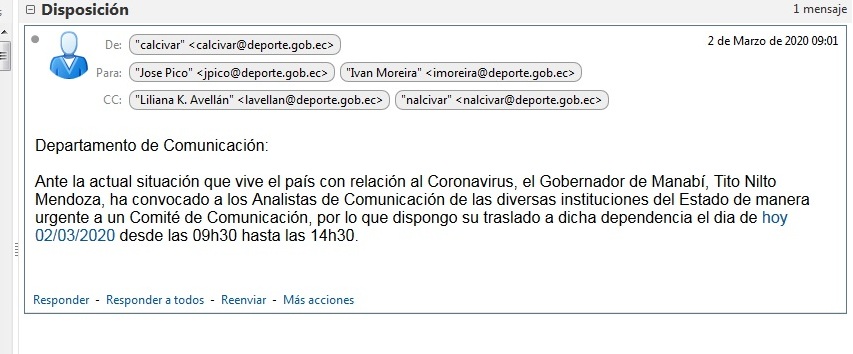 Disposición 1 mensaje
De: "calcivar" <calcivar@deporte.gob.ec> 2 de Marzo de 2020 09:01
Para: "Jose Pico" <jpico@deporte.gob.ec> "Ivan Moreira" <imoreira@deporte.gob.ec>
CC: "Liliana K. Avellán" <lavellan@deporte.gob.ec> "nalcivar" <nalcivar@deporte.gob.ec>
Departamento de Comunicación:
Ante la actual situación que vive el país con relación al Coronavirus, el Gobernador de Manabí, Tito Nilto
Mendoza, ha convocado a los Analistas de Comunicación de las diversas instituciones del Estado de manera
urgente a un Comité de Comunicación, por lo que dispongo su traslado a dicha dependencia el dia de hoy
02/03/2020 desde las 09h30 hasta las 14h30.
Responder - Responder a todos - Reenviar - Más acciones